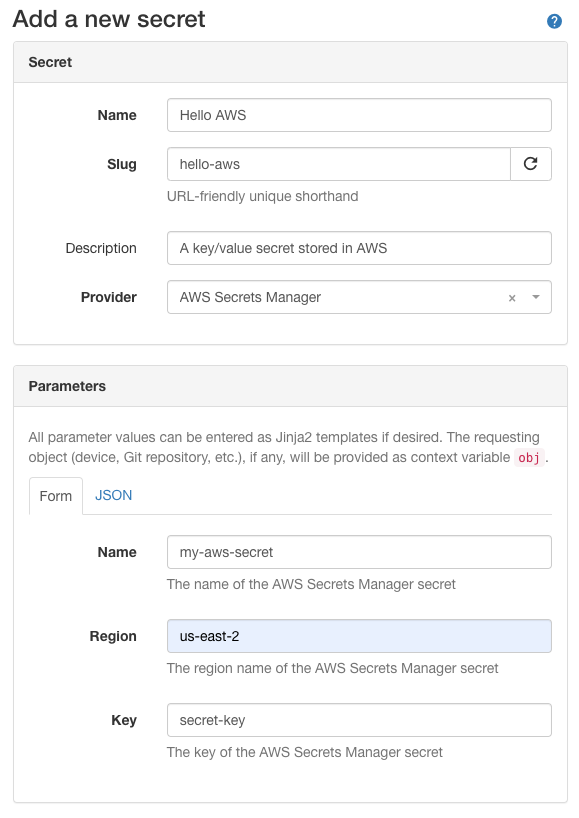 Add a new secret
Secret
Name
Hello AWS
Slug
hello-aws
URL-friendly unique shorthand
Description
A key/value secret stored in AWS
Provider
AWS Secrets Manager
Parameters
All parameter values can be entered as Jinja2 templates if desired. The requesting
object (device, Git repository, etc.), if any, will be provided as context variable obj .
Form JSON
Name
my-aws-secret
The name of the AWS Secrets Manager secret
Region
us-east-2
The region name of the AWS Secrets Manager secret
Key
secret-key
The key of the AWS Secrets Manager secret